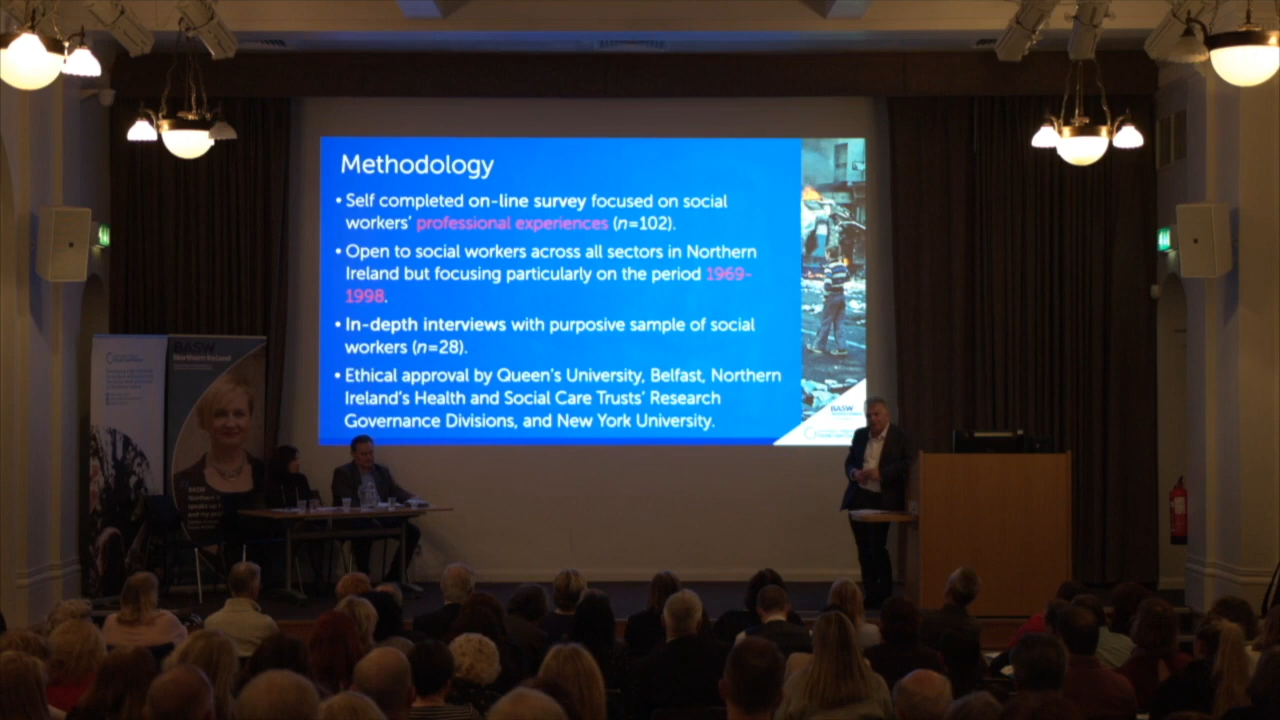 Methodology
• Self completed on-line survey focused on social
workers’ professional experiences (n=102).
• Open to social workers across all sectors in Northern
Ireland but focusing particularly on the period 1969-
1998.
• In-depth interviews with purposive sample of social
workers (n=28).
• Ethical approval by Queen’s University, Belfast, Northern
Ireland’s Health and Social Care Trusts’ Research
Governance Divisions, and New York University.
BASW
BASW
Northern Ireland
BASW